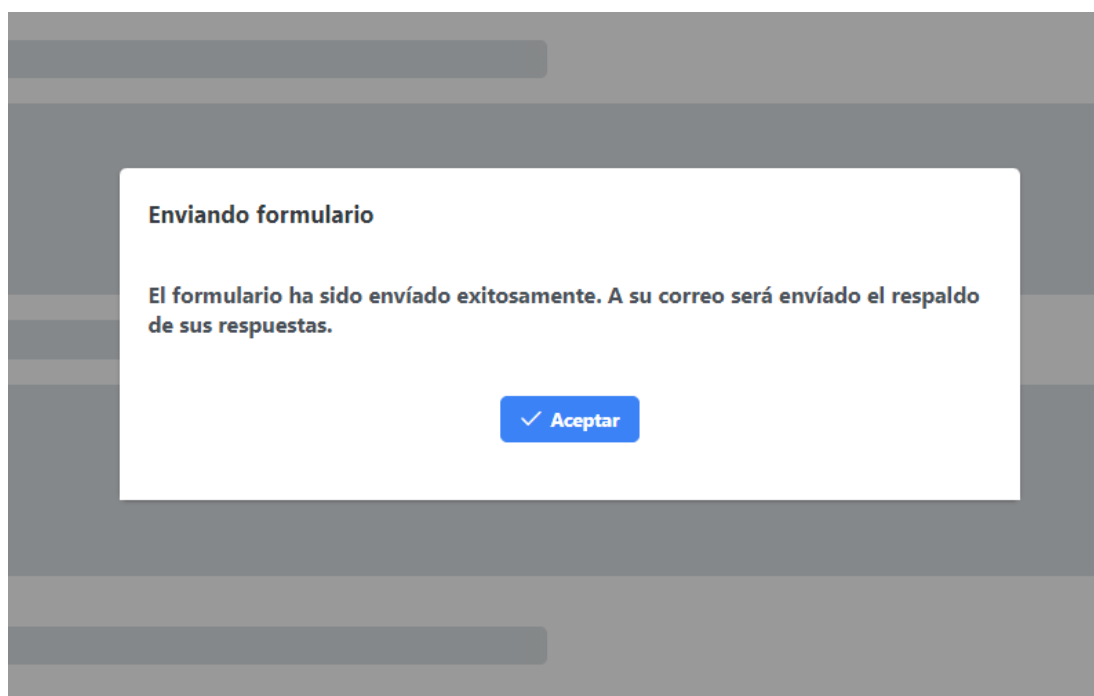 Enviando formulario
El formulario ha sido envíado exitosamente. A su correo será envíado el respaldo
de sus respuestas.
Aceptar